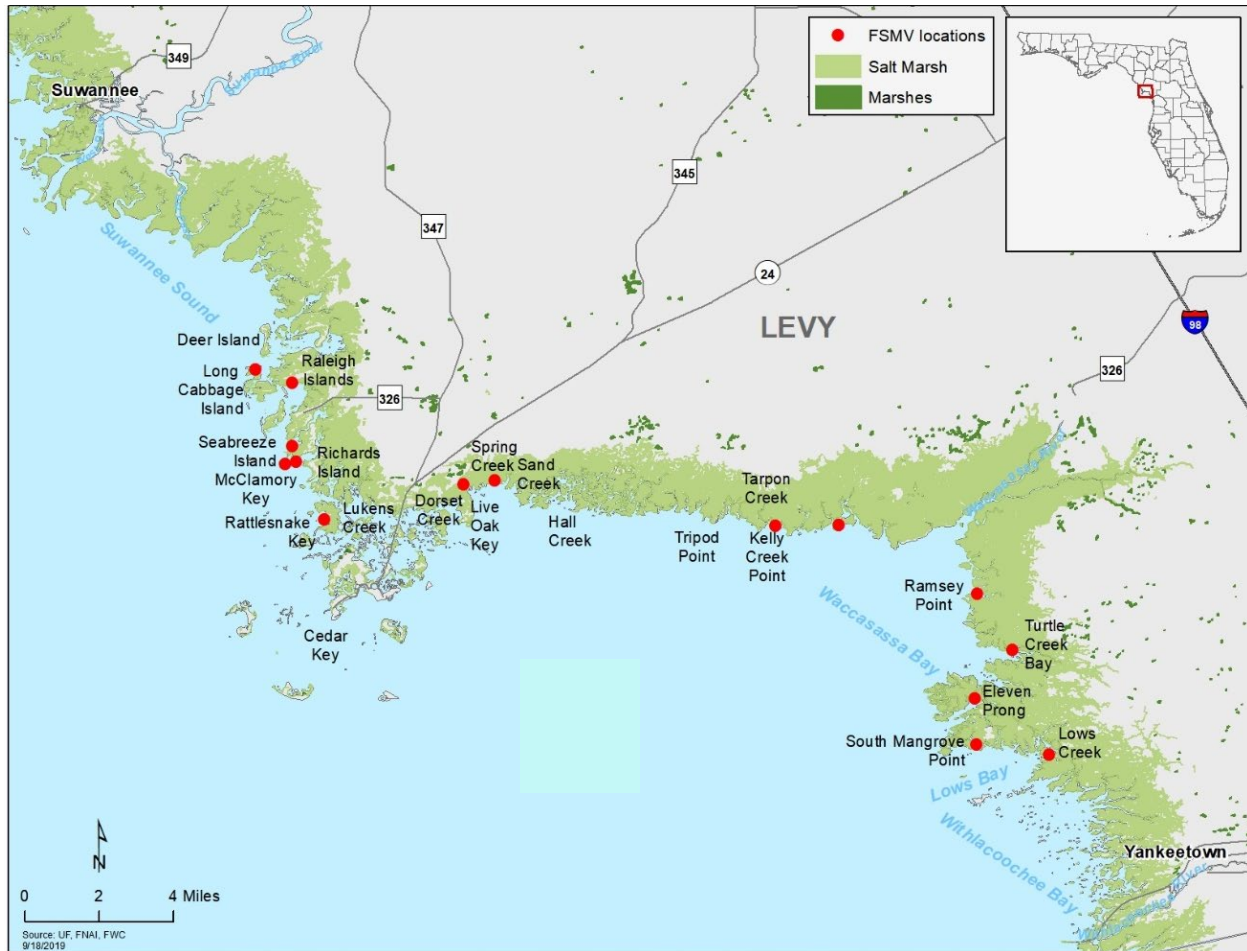 FSMV locations
Salt Marsh
Marshes
349
Suwannee
Suwannee River
345
347
24
Suwannee Sound
LEVY
98
326
Deer Island
Long
Cabbage
Island
Raleigh
Islands
326
Seabreeze
Island
Richards
Island
McClamory
Key
Rattlesnake
Key
Lukens
Creek
Dorset
Creek
Spring
Creek
Sand
Creek
Live
Oak
Key
Hall
Creek
Tripod
Point
Tarpon
Creek
Kelly
Creek
Point
Waccasassa River
Ramsey
Point
Waccasassa Bay
Turtle
Creek
Bay
Cedar
Key
Eleven
Prong
South Mangrove
Point
Lows
Creek
Lows Bay
Withlacoochee Bay
Yankeetown
Withlacoochee River
N
0 2 4 Miles
Source: UF, FNAI, FWC
9/18/2019